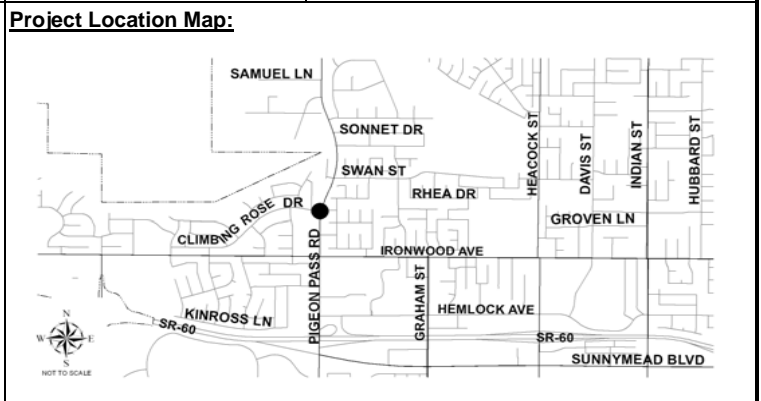 Project Location Map:
SAMUEL LN
SONNET DR
SWAN ST
RHEA DR
HEACOCK ST
DAVIS ST
INDIAN ST
HUBBARD ST
CLIMBING ROSE DR
GROVEN LN
PIGEON PASS RD
IRONWOOD AVE
GRAHAM ST
HEMLOCK AVE
KINROSS LN
SR-60
SR-60
SUNNYMEAD BLVD
N
W
E
S
NOT TO SCALE